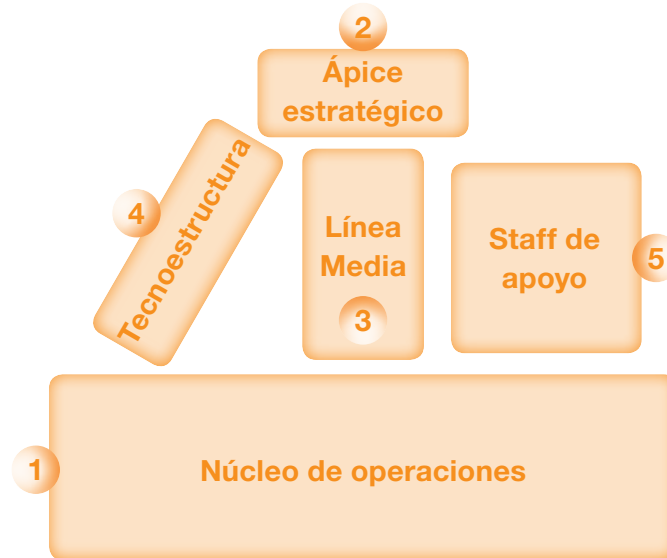 2
Ápice
estratégico
4
Tecnoestructura
Línea
Media
3
Staff de
apoyo
5
1
Núcleo de operaciones